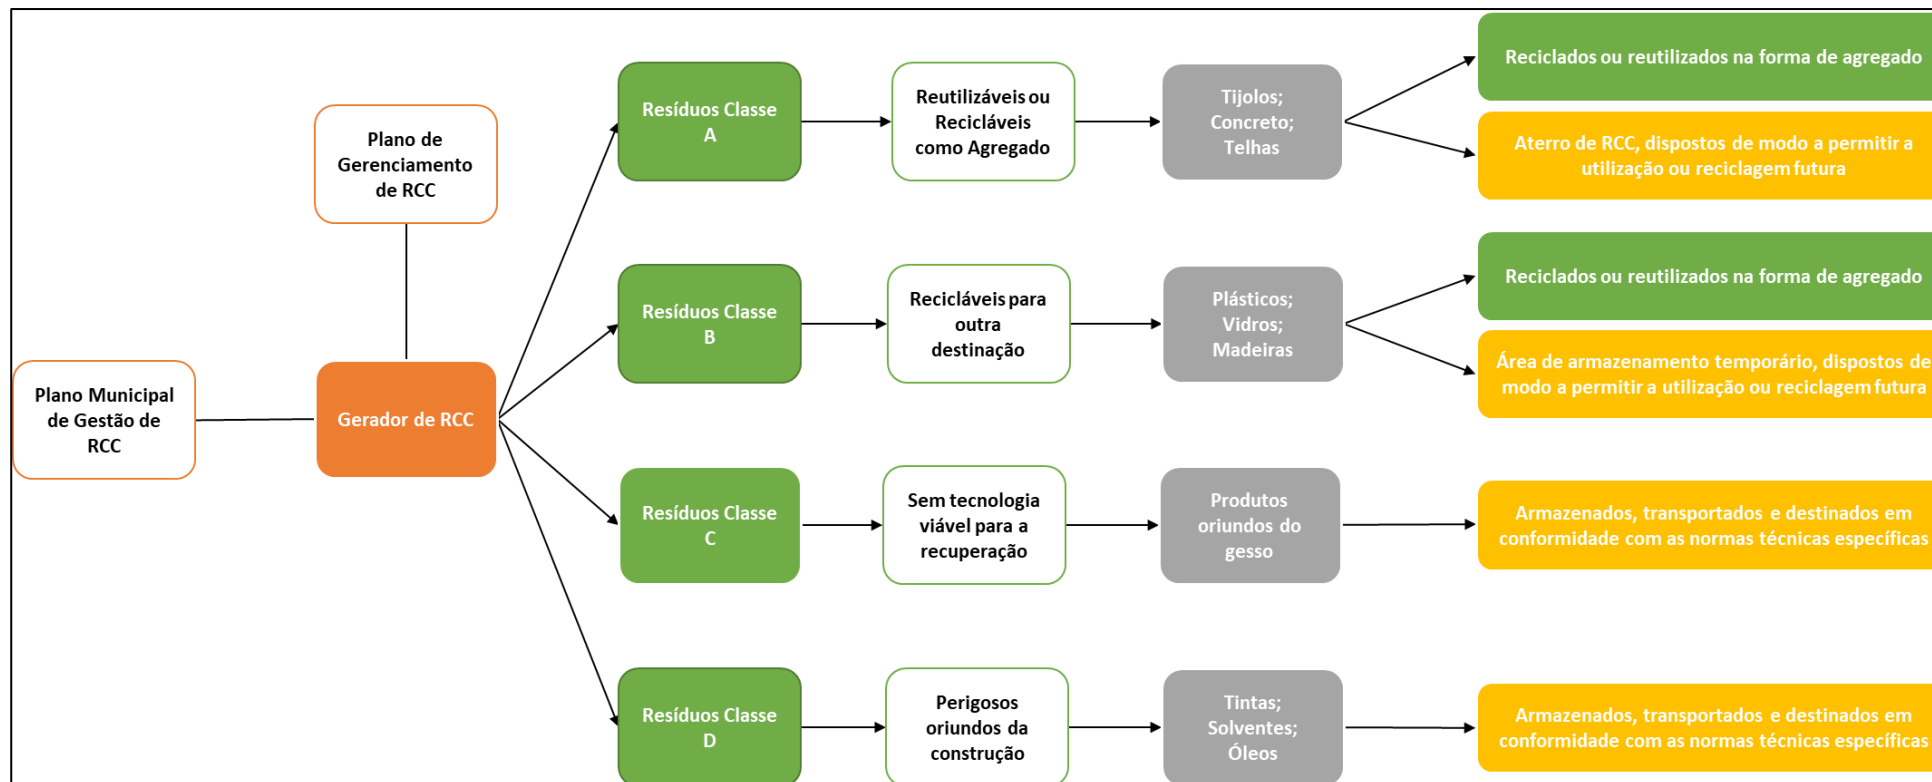 Plano Municipal
de Gestão de
RCC
Plano de
Gerenciamento
de RCC
Gerador de RCC
Resíduos Classe
A
Reutilizáveis ou
Recicláveis
como Agregado
Tijolos;
Concreto;
Telhas
Reciclados ou reutilizados na forma de agregado
Aterro de RCC, dispostos de modo a permitir a
utilização ou reciclagem futura
Resíduos Classe
B
Recicláveis para
outra
destinação
Plásticos;
Vidros;
Madeiras
Reciclados ou reutilizados na forma de agregado
Área de armazenamento temporário, dispostos de
modo a permitir a utilização ou reciclagem futura
Resíduos Classe
C
Sem tecnologia
viável para a
recuperação
Produtos
oriundos do
gesso
Armazenados, transportados e destinados em
conformidade com as normas técnicas específicas
Resíduos Classe
D
Perigosos
oriundos da
construção
Tintas;
Solventes;
Óleos
Armazenados, transportados e destinados em
conformidade com as normas técnicas específicas